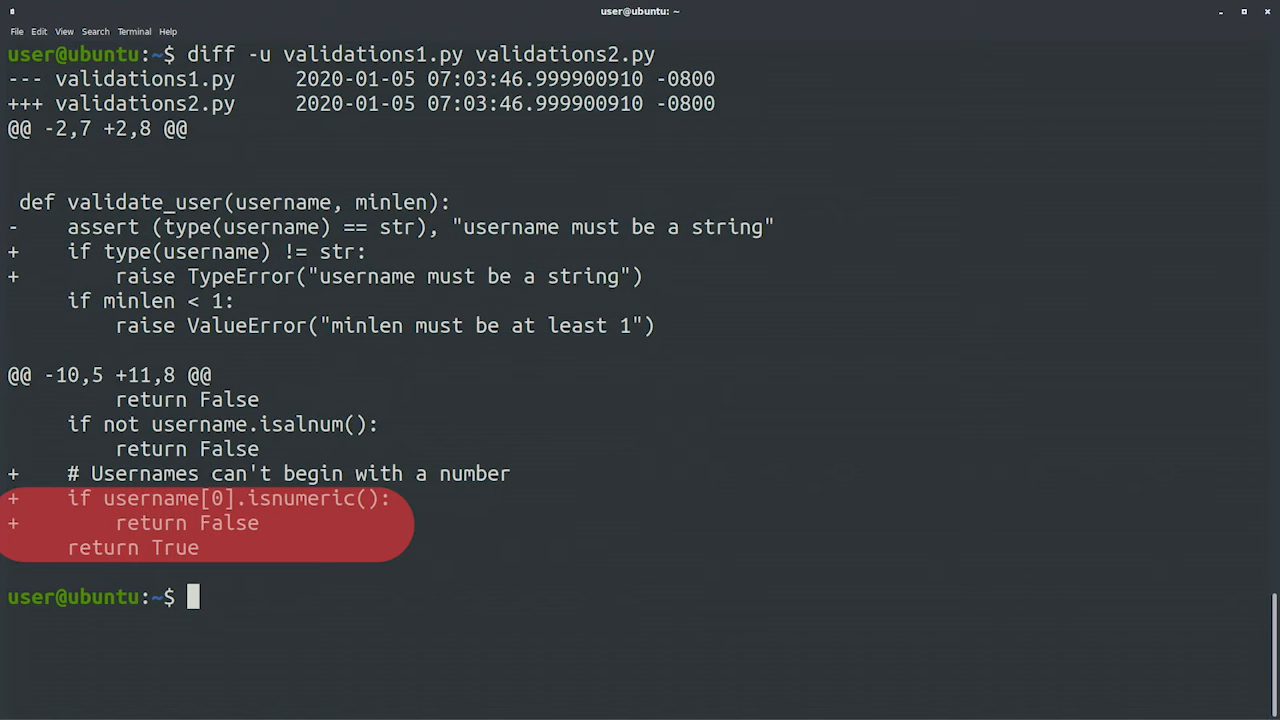 user@ubuntu: ~
File Edit View Search Terminal Help
user@ubuntu:~$ diff -u validations1.py validations2.py
--- validations1.py     2020-01-05 07:03:46.999900910 -0800
+++ validations2.py     2020-01-05 07:03:46.999900910 -0800
@@ -2,7 +2,8 @@
 def validate_user(username, minlen):
-    assert (type(username) == str), "username must be a string"
+    if type(username) != str:
+        raise TypeError("username must be a string")
     if minlen < 1:
         raise ValueError("minlen must be at least 1")
@@ -10,5 +11,8 @@
         return False
     if not username.isalnum():
         return False
+    # Usernames can't begin with a number
+    if username[0].isnumeric():
+        return False
     return True
user@ubuntu:~$